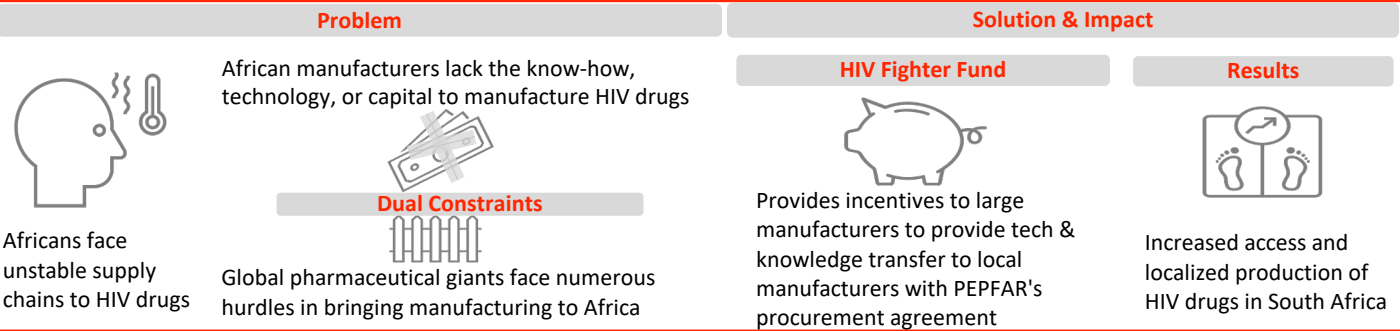 Problem
Africans face
unstable supply
chains to HIV drugs
African manufacturers lack the know-how,
technology, or capital to manufacture HIV drugs
Dual Constraints
Global pharmaceutical giants face numerous
hurdles in bringing manufacturing to Africa
Solution & Impact
HIV Fighter Fund
Provides incentives to large
manufacturers to provide tech &
knowledge transfer to local
manufacturers with PEPFAR's
procurement agreement
Results
Increased access and
localized production of
HIV drugs in South Africa